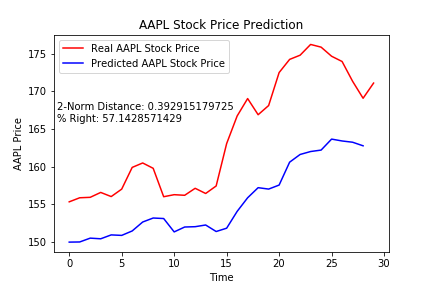 AAPL Stock Price Prediction
Real AAPL Stock Price
Predicted AAPL Stock Price
2-Norm Distance: 0.392915179725
% Right: 57.1428571429
AAPL Price
175
170
165
160
155
150
0 5 10 15 20 25 30
Time